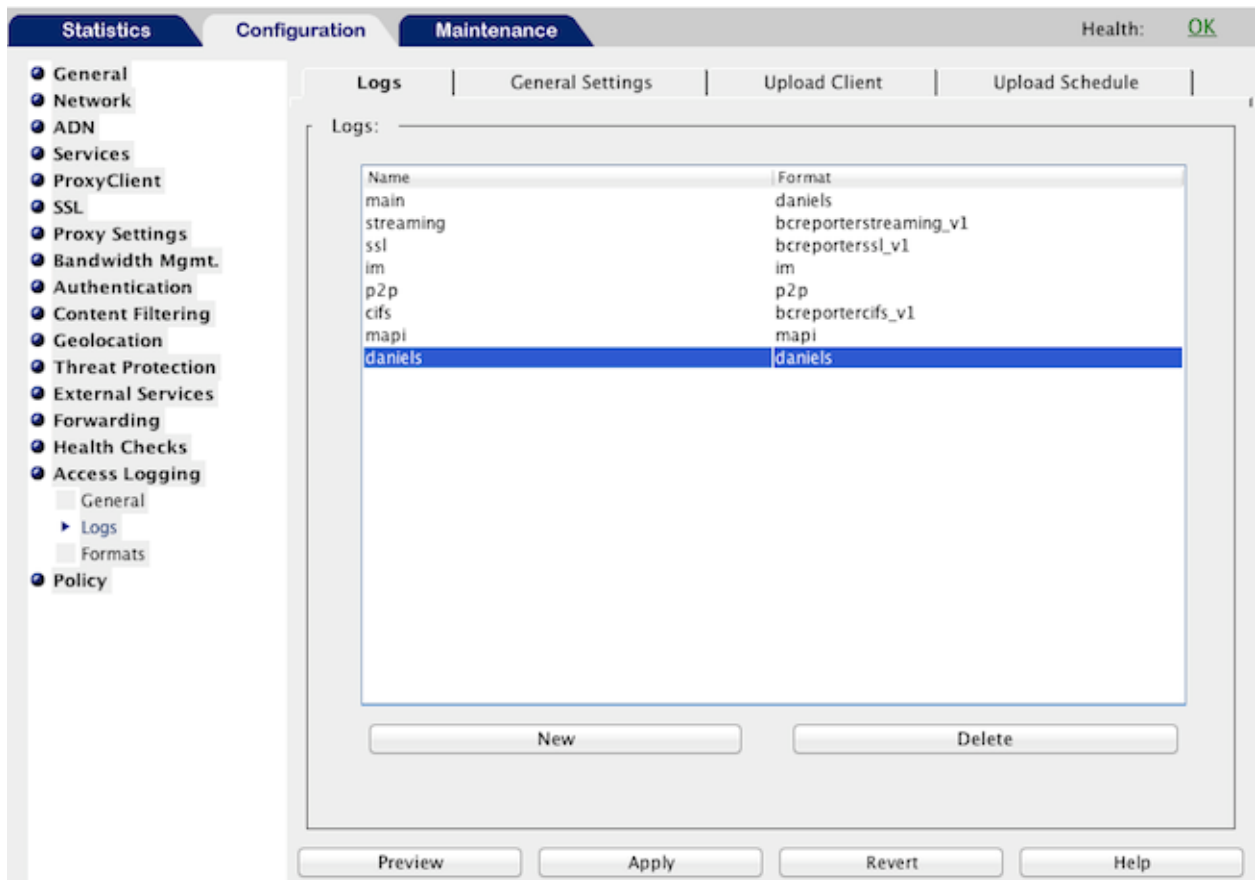 Statistics Configuration Maintenance Health: OK
General
Network
ADN
Services
ProxyClient
SSL
Proxy Settings
Bandwidth Mgmt.
Authentication
Content Filtering
Geolocation
Threat Protection
External Services
Forwarding
Health Checks
Access Logging
General
Logs
Formats
Policy
Logs General Settings Upload Client Upload Schedule
Logs:
Name Format
main daniels
streaming bcreporterstreaming_v1
ssl bcreporterssl_v1
im im
p2p p2p
cifs bcreportercifs_v1
mapi mapi
daniels daniels
New Delete
Preview Apply Revert Help